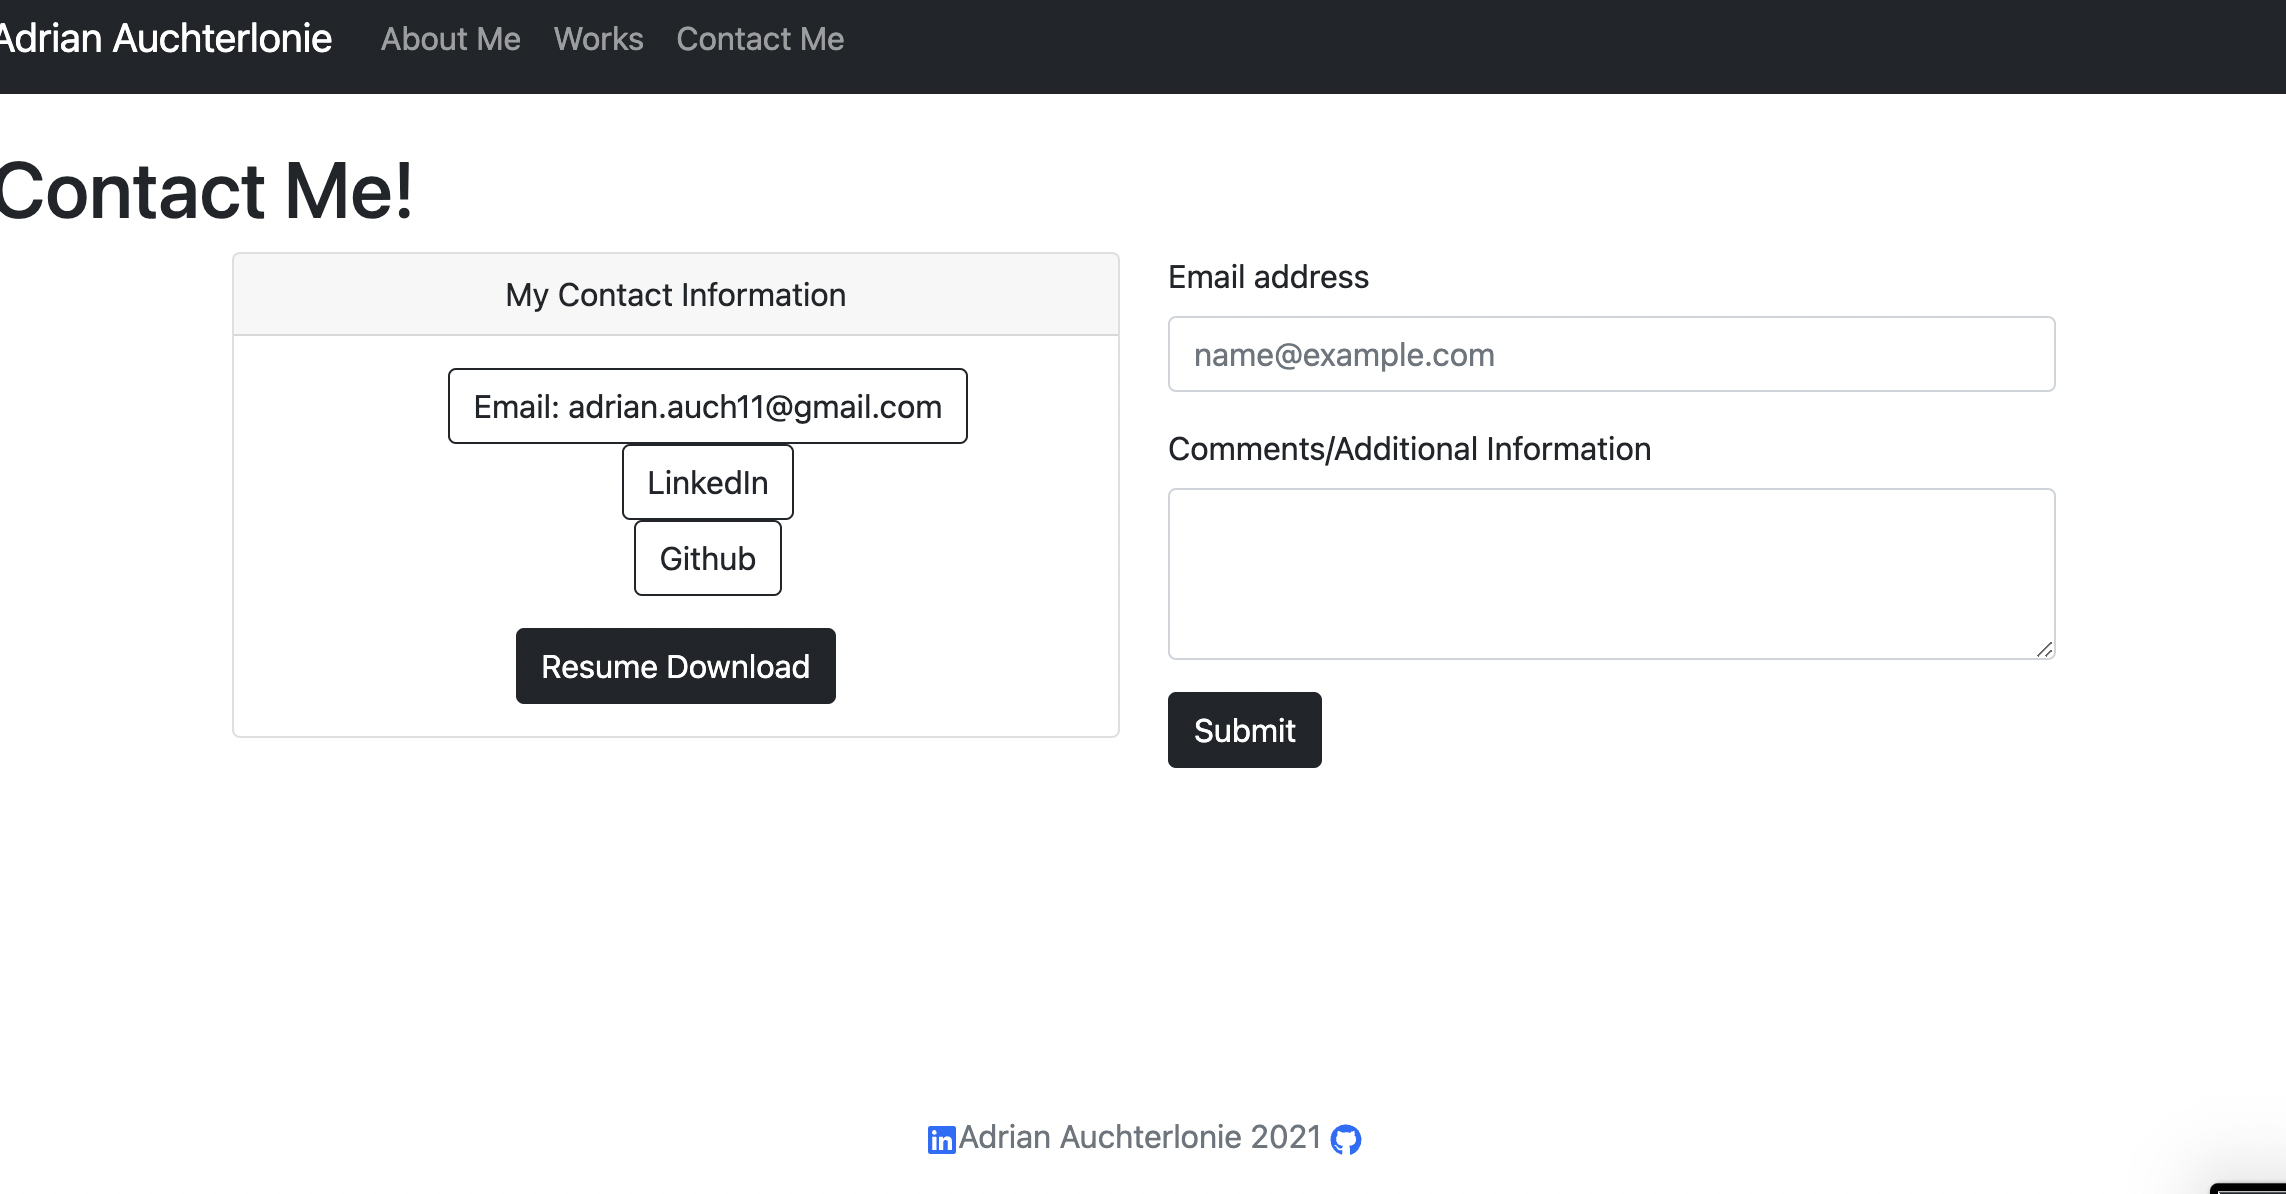 Adrian Auchterlonie About Me Works Contact Me
Contact Me!
My Contact Information
Email: adrian.auch11@gmail.com
LinkedIn
Github
Resume Download
Email address
name@example.com
Comments/Additional Information
Submit
in Adrian Auchterlonie 2021